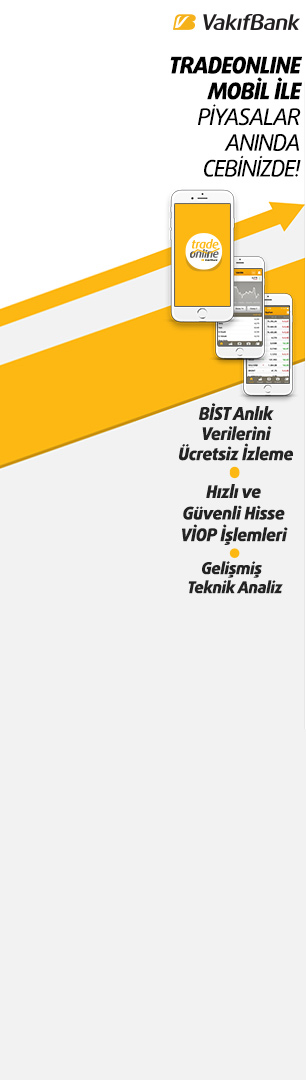 VakıfBank
TRADEONLINE
MOBİL İLE
PİYASALAR
ANINDA
CEBİNİZDE!
trade
online
BİST Anlık
Verilerini
Ücretsiz İzleme
Hızlı ve
Güvenli Hisse
VİOP İşlemleri
Gelişmiş
Teknik Analiz